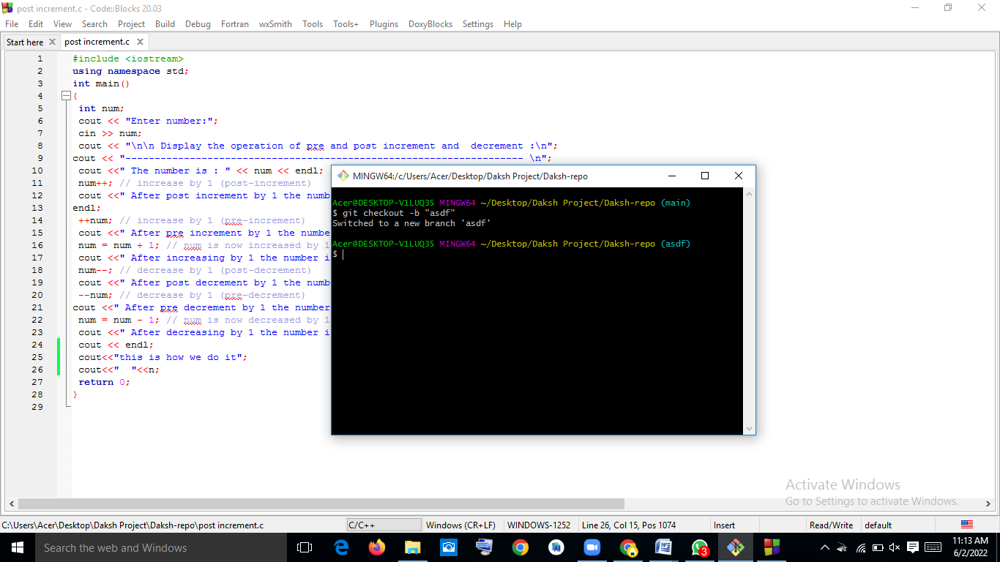 post increment.c - Code::Blocks 20.03
File Edit View Search Project Build Debug Fortran wxSmith Tools Tools+ Plugins DoxyBlocks Settings Help
Start here post increment.c
1 #include <iostream>
2 using namespace std;
3 int main()
4 {
5 int num;
6 cout << "Enter number:";
7 cin >> num;
8 cout << "\n\n Display the operation of pre and post increment and  decrement :\n";
9 cout << "-------------------------------------------------------------------- \n";
10 cout <<" The number is : " << num << endl;
11 num++; // increase by 1 (post-increment)
12 cout <<" After post increment by 1 the numb
13 endl;
14 ++num; // increase by 1 (pre-increment)
15 cout <<" After pre increment by 1 the numbe
16 num = num + 1; // num is now increased by 1
17 cout <<" After increasing by 1 the number i
18 num--; // decrease by 1 (post-decrement)
19 cout <<" After post decrement by 1 the numb
20 --num; // decrease by 1 (pre-decrement)
21 cout <<" After pre decrement by 1 the number
22 num = num - 1; // num is now decreased by 1
23 cout <<" After decreasing by 1 the number i
24 cout << endl;
25 cout<<"this is how we do it";
26 cout<<"  "<<n;
27 return 0;
28 }
29
MINGW64:/c/Users/Acer/Desktop/Daksh Project/Daksh-repo
Acer@DESKTOP-V1LUQ35 MINGW64 ~/Desktop/Daksh Project/Daksh-repo (main)
$ git checkout -b "asdf"
Switched to a new branch 'asdf'
Acer@DESKTOP-V1LUQ35 MINGW64 ~/Desktop/Daksh Project/Daksh-repo (asdf)
$
Activate Windows
Go to Settings to activate Windows.
C:\Users\Acer\Desktop\Daksh Project\Daksh-repo\post increment.c C/C++ Windows (CR+LF) WINDOWS-1252 Line 26, Col 15, Pos 1074 Insert Read/Write default
Search the web and Windows
3
11:13 AM
6/2/2022